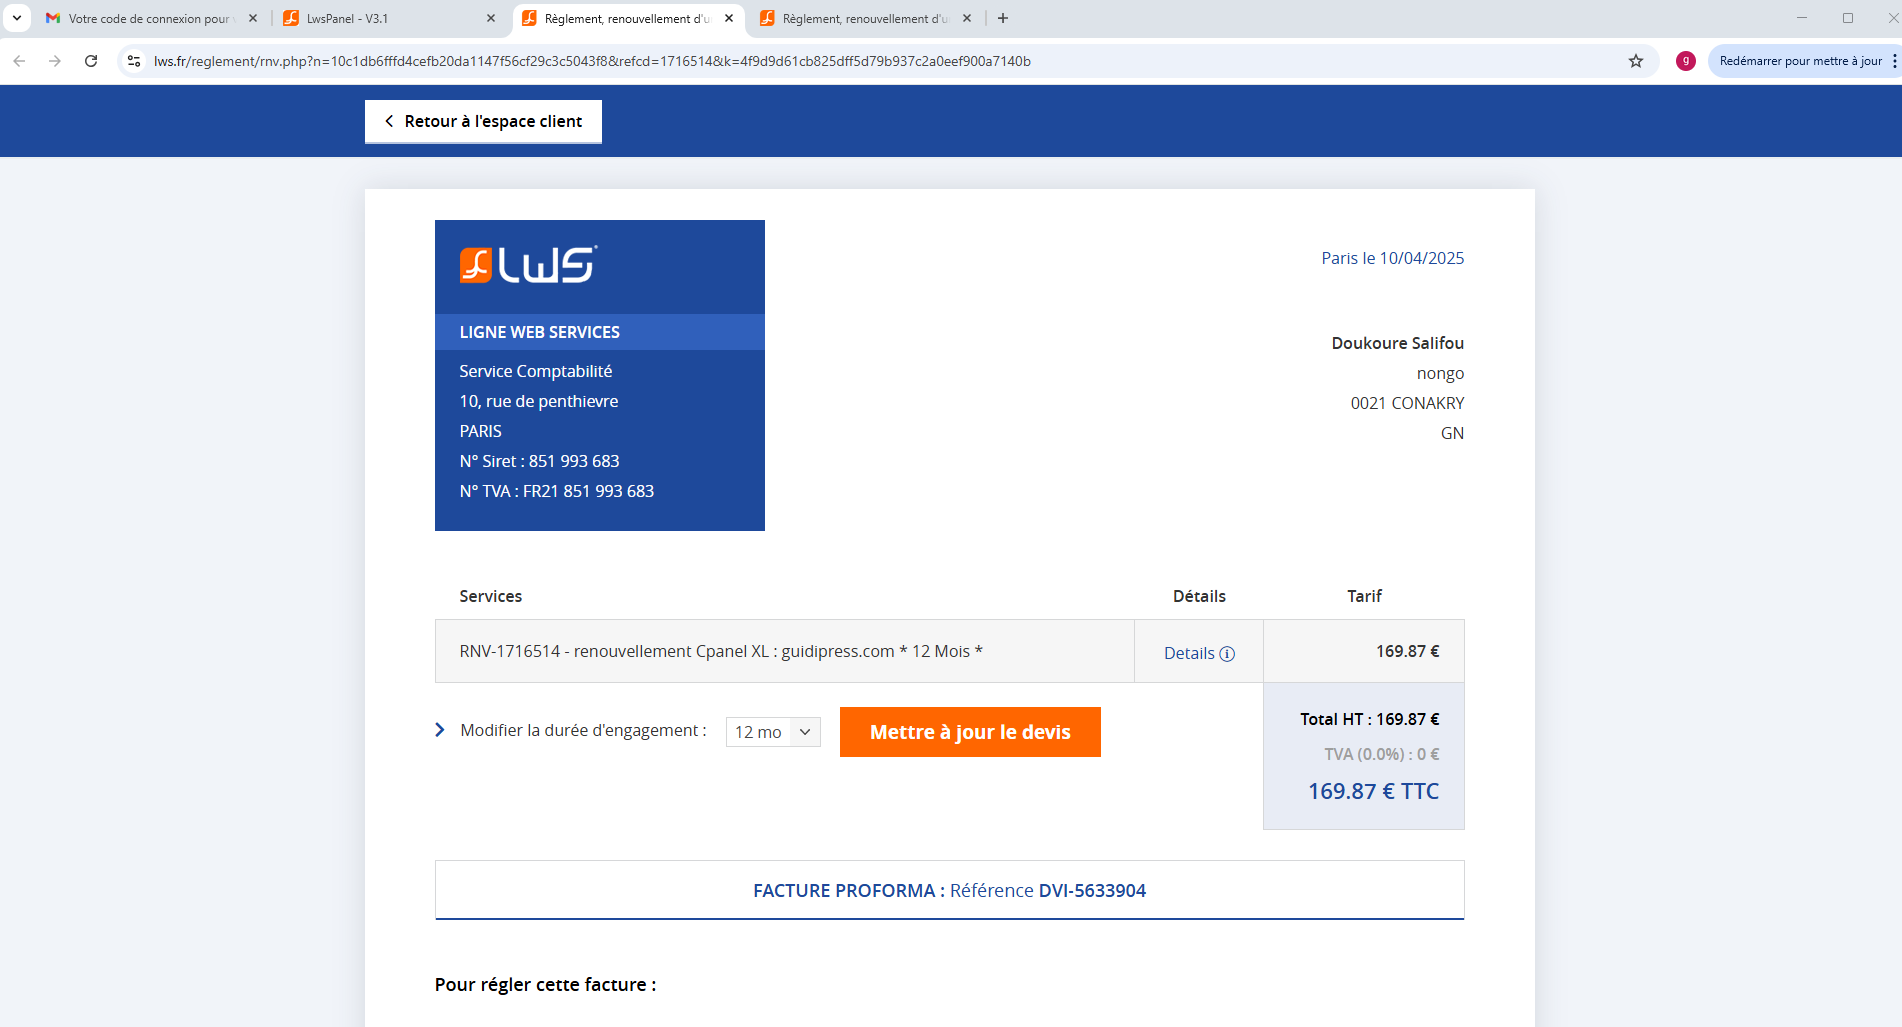 Votre code de connexion pour
LwsPanel - V3.1
Règlement, renouvellement d'u
Règlement, renouvellement d'u
lws.fr/reglement/rnv.php?n=10c1db6fffd4cefb20da1147f56cf29c3c5043f8&refcd=1716514&k=4f9d9d61cb825dff5d79b937c2a0eef900a7140b
g
Redémarrer pour mettre à jour
Retour à l'espace client
LWS
Paris le 10/04/2025
LIGNE WEB SERVICES
Service Comptabilité
10, rue de penthievre
PARIS
N° Siret : 851 993 683
N° TVA : FR21 851 993 683
Doukoure Salifou
nongo
0021 CONAKRY
GN
Services Détails Tarif
RNV-1716514 - renouvellement Cpanel XL : guidipress.com * 12 Mois * Details 169.87 €
Modifier la durée d'engagement : 12 mo Mettre à jour le devis
Total HT : 169.87 €
TVA (0.0%) : 0 €
169.87 € TTC
FACTURE PROFORMA : Référence DVI-5633904
Pour régler cette facture :